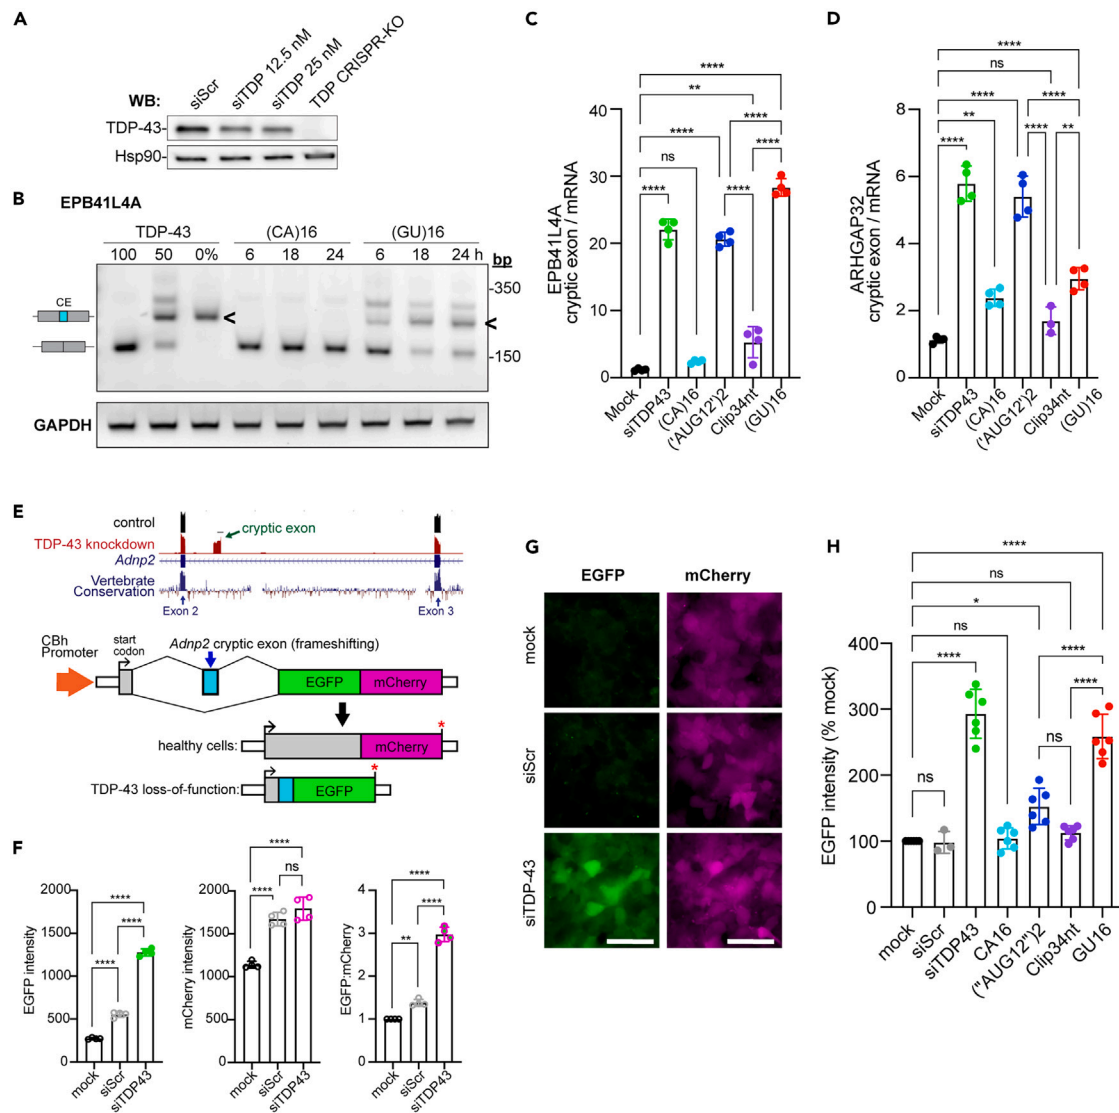 A
WB:
siScr
siTDP 12.5 nM
siTDP 25 nM
TDP CRISPR-KO
TDP-43-
Hsp90-
B
EPB41L4A
TDP-43 (CA)16 (GU)16
100 50 0% 6 18 24 6 18 24 h
bp
-350
CE
<
<
-150
GAPDH
C
EPB41L4A
cryptic exon / mRNA
40
30
20
10
0
****
**
****
****
ns
****
****
****
Mock
siTDP43
(CA)16
('AUG12')2
Clip34nt
(GU)16
D
ARHGAP32
cryptic exon / mRNA
8
6
4
2
0
****
ns
****
****
**
****
**
****
Mock
siTDP43
(CA)16
('AUG12')2
Clip34nt
(GU)16
E
control
cryptic exon
TDP-43 knockdown
Adnp2
Vertebrate
Conservation
Exon 2
Exon 3
CBh
Promoter
start
codon
Adnp2 cryptic exon (frameshifting)
EGFP mCherry
*
healthy cells: mCherry
*
TDP-43 loss-of-function: EGFP
F
EGFP intensity
2000
1500
1000
500
0
****
****
****
mock
siScr
siTDP43
mCherry intensity
2000
1500
1000
500
0
****
****
ns
mock
siScr
siTDP43
EGFP:mCherry
4
3
2
1
0
****
****
**
mock
siScr
siTDP43
G
EGFP mCherry
mock
siScr
siTDP-43
H
EGFP intensity (% mock)
400
300
200
100
0
****
ns
*
ns
****
****
****
ns
ns
mock
siScr
siTDP43
CA16
("AUG12")2
Clip34nt
GU16